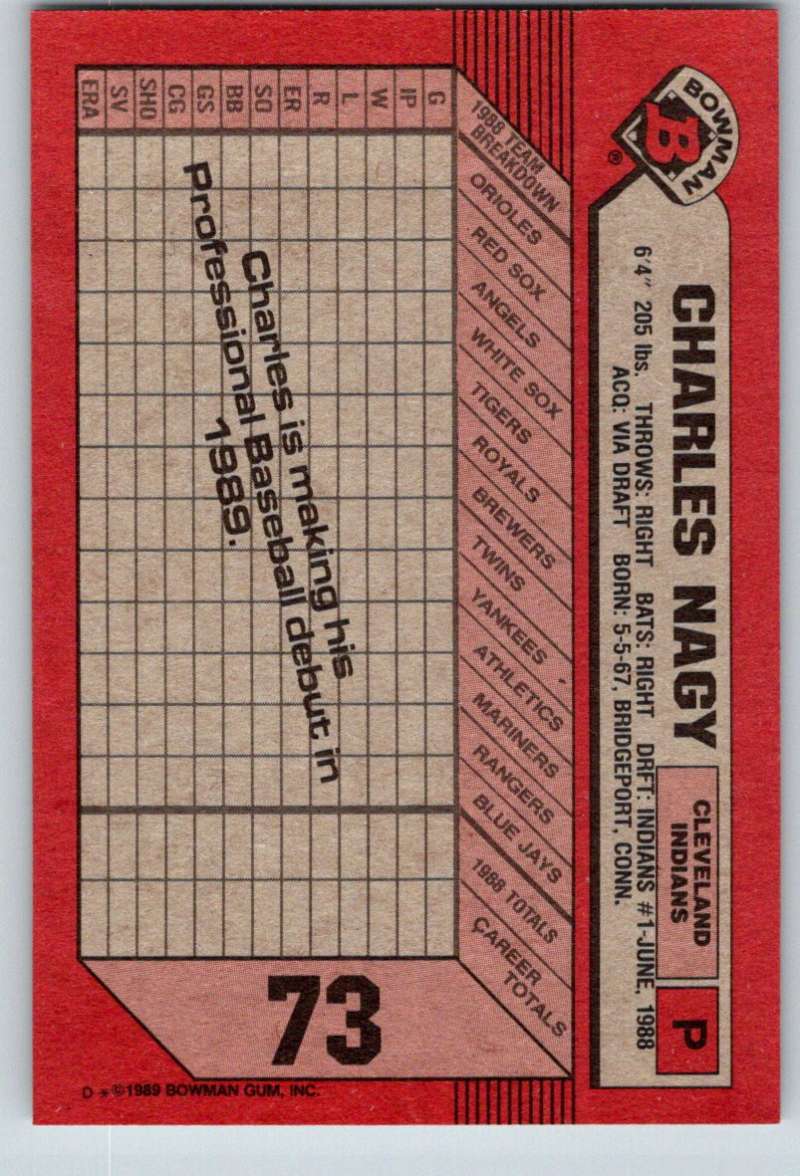 BOWMAN
B
®
CHARLES NAGY
CLEVELAND
INDIANS
P
6'4" 205 lbs. THROWS: RIGHT BATS: RIGHT DRFT: INDIANS #1-JUNE, 1988
ACQ: VIA DRAFT BORN: 5-5-67, BRIDGEPORT, CONN.
1988 TEAM
BREAKDOWN
ORIOLES
RED SOX
ANGELS
WHITE SOX
TIGERS
ROYALS
BREWERS
TWINS
YANKEES
ATHLETICS
MARINERS
RANGERS
BLUE JAYS
1988 TOTALS
CAREER
TOTALS
G
IP
W
L
R
ER
SO
BB
GS
CG
SHO
SV
ERA
Charles is making his
Professional Baseball debut in
1989.
73
D *©1989 BOWMAN GUM, INC.